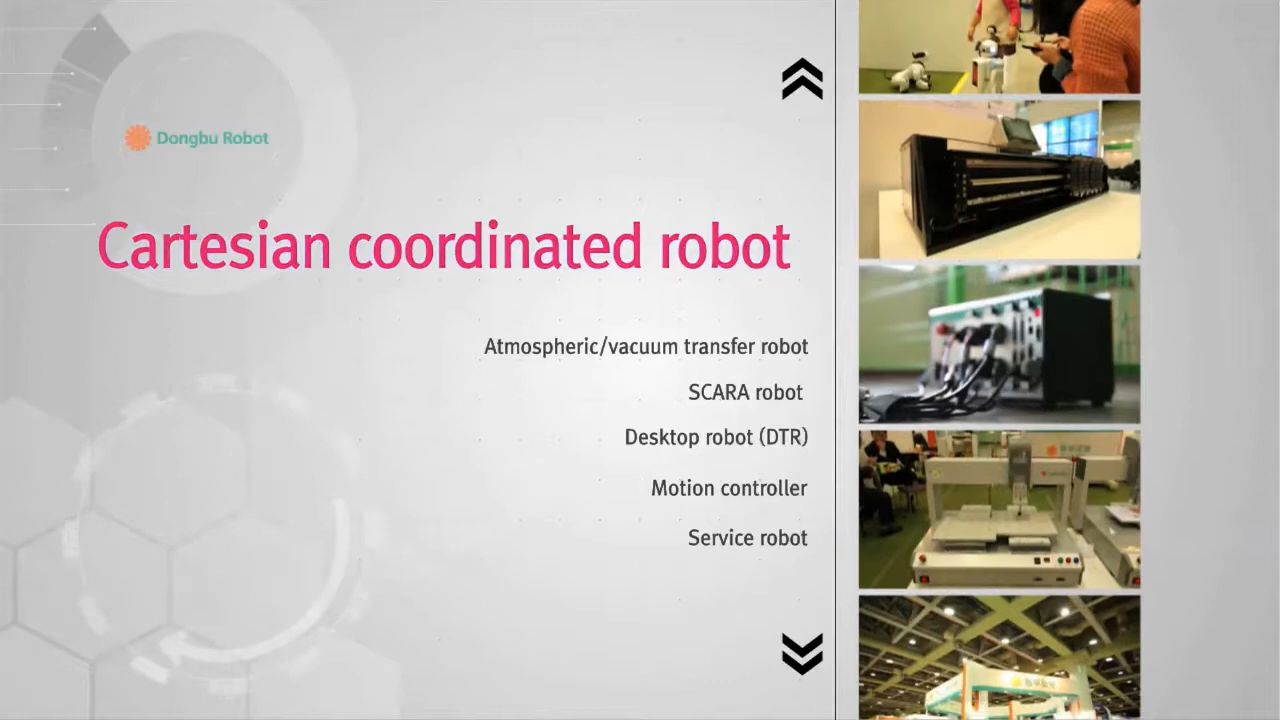 Dongbu Robot
Cartesian coordinated robot
Atmospheric/vacuum transfer robot
SCARA robot
Desktop robot (DTR)
Motion controller
Service robot